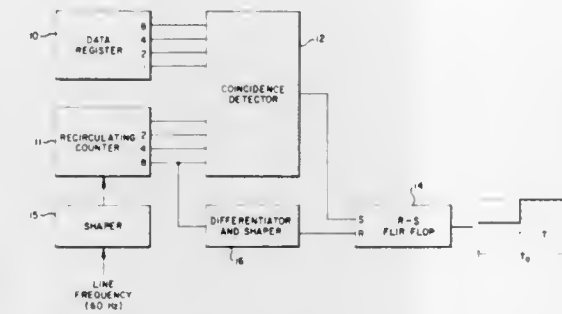 10
DATA
REGISTER
8
4
2
1
12
COINCIDENCE
DETECTOR
11
RECIRCULATING
COUNTER
2
4
8
15
SHAPER
DIFFERENTIATOR
AND SHAPER
16
14
S
R
R-S
FLIP FLOP
T
T₀
LINE
FREQUENCY
(60 HZ)